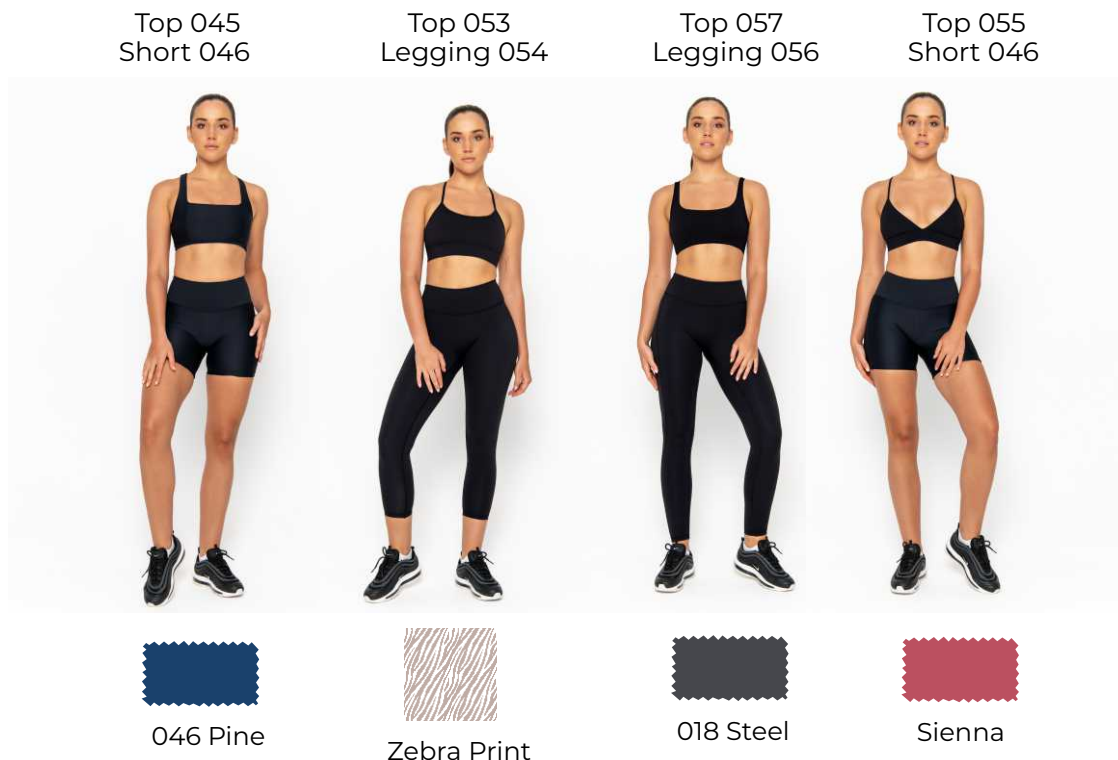 Top 045
Short 046
Top 053
Legging 054
Top 057
Legging 056
Top 055
Short 046
046 Pine
Zebra Print
018 Steel
Sienna